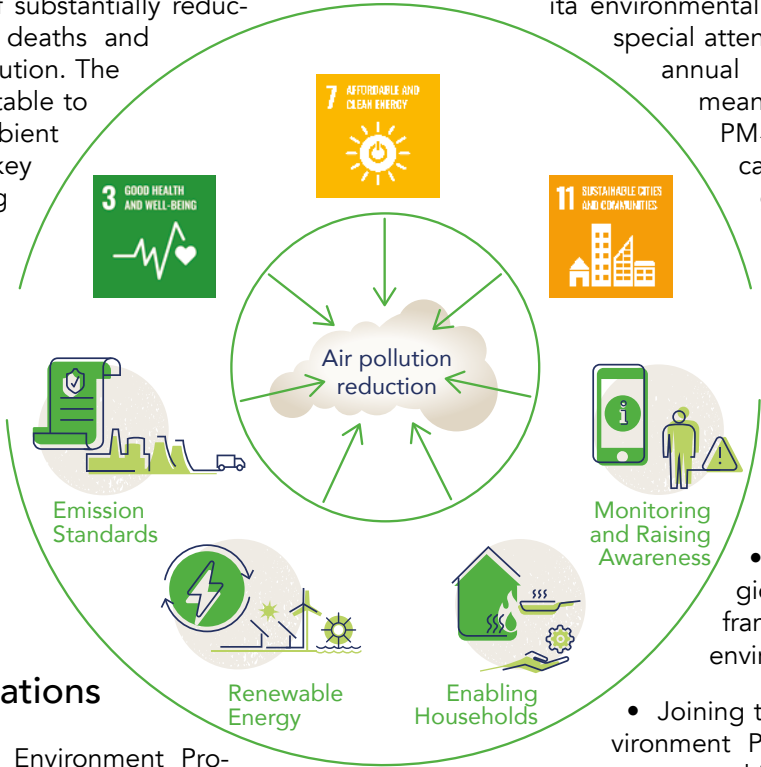 f substantially reduc-
deaths and
ution. The
table to
bient
key
g
ita environmental
special atten
annual
mean
PM
ca
7 AFFORDABLE AND
CLEAN ENERGY
3 GOOD HEALTH
AND WELL-BEING
11 SUSTAINABLE CITIES
AND COMMUNITIES
Air pollution
reduction
i
!
Emission
Standards
Monitoring
and Raising
Awareness
Renewable
Energy
Enabling
Households
•
gic
fran
envir
ations
Environment Pro-
• Joining t
vironment P